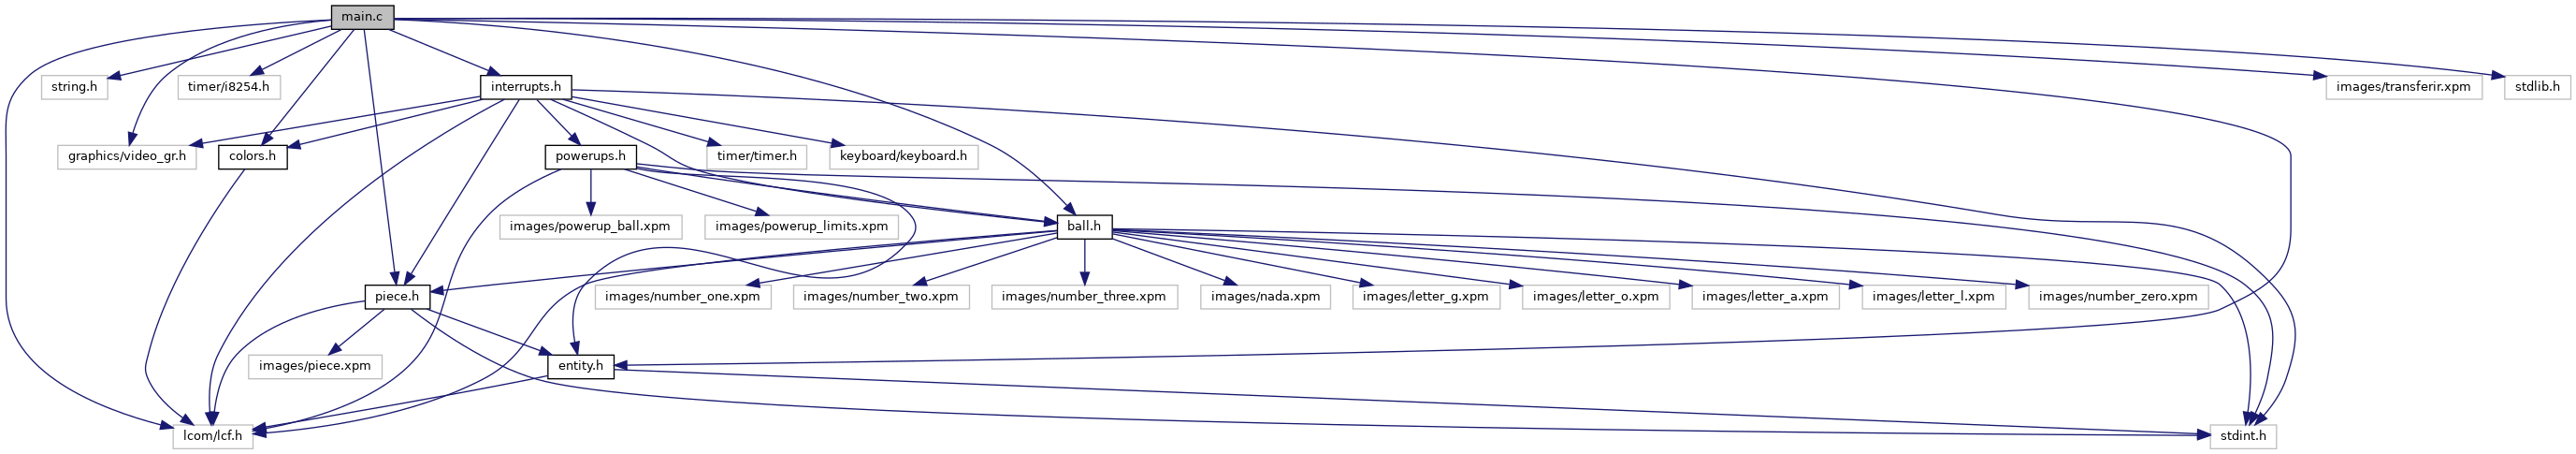 main.c
string.h
timer/i8254.h
interrupts.h
images/transferir.xpm
stdlib.h
graphics/video_gr.h
colors.h
powerups.h
timer/timer.h
keyboard/keyboard.h
images/powerup_ball.xpm
images/powerup_limits.xpm
ball.h
piece.h
images/number_one.xpm
images/number_two.xpm
images/number_three.xpm
images/nada.xpm
images/letter_g.xpm
images/letter_o.xpm
images/letter_a.xpm
images/letter_l.xpm
images/number_zero.xpm
images/piece.xpm
entity.h
lcom/lcf.h
stdint.h